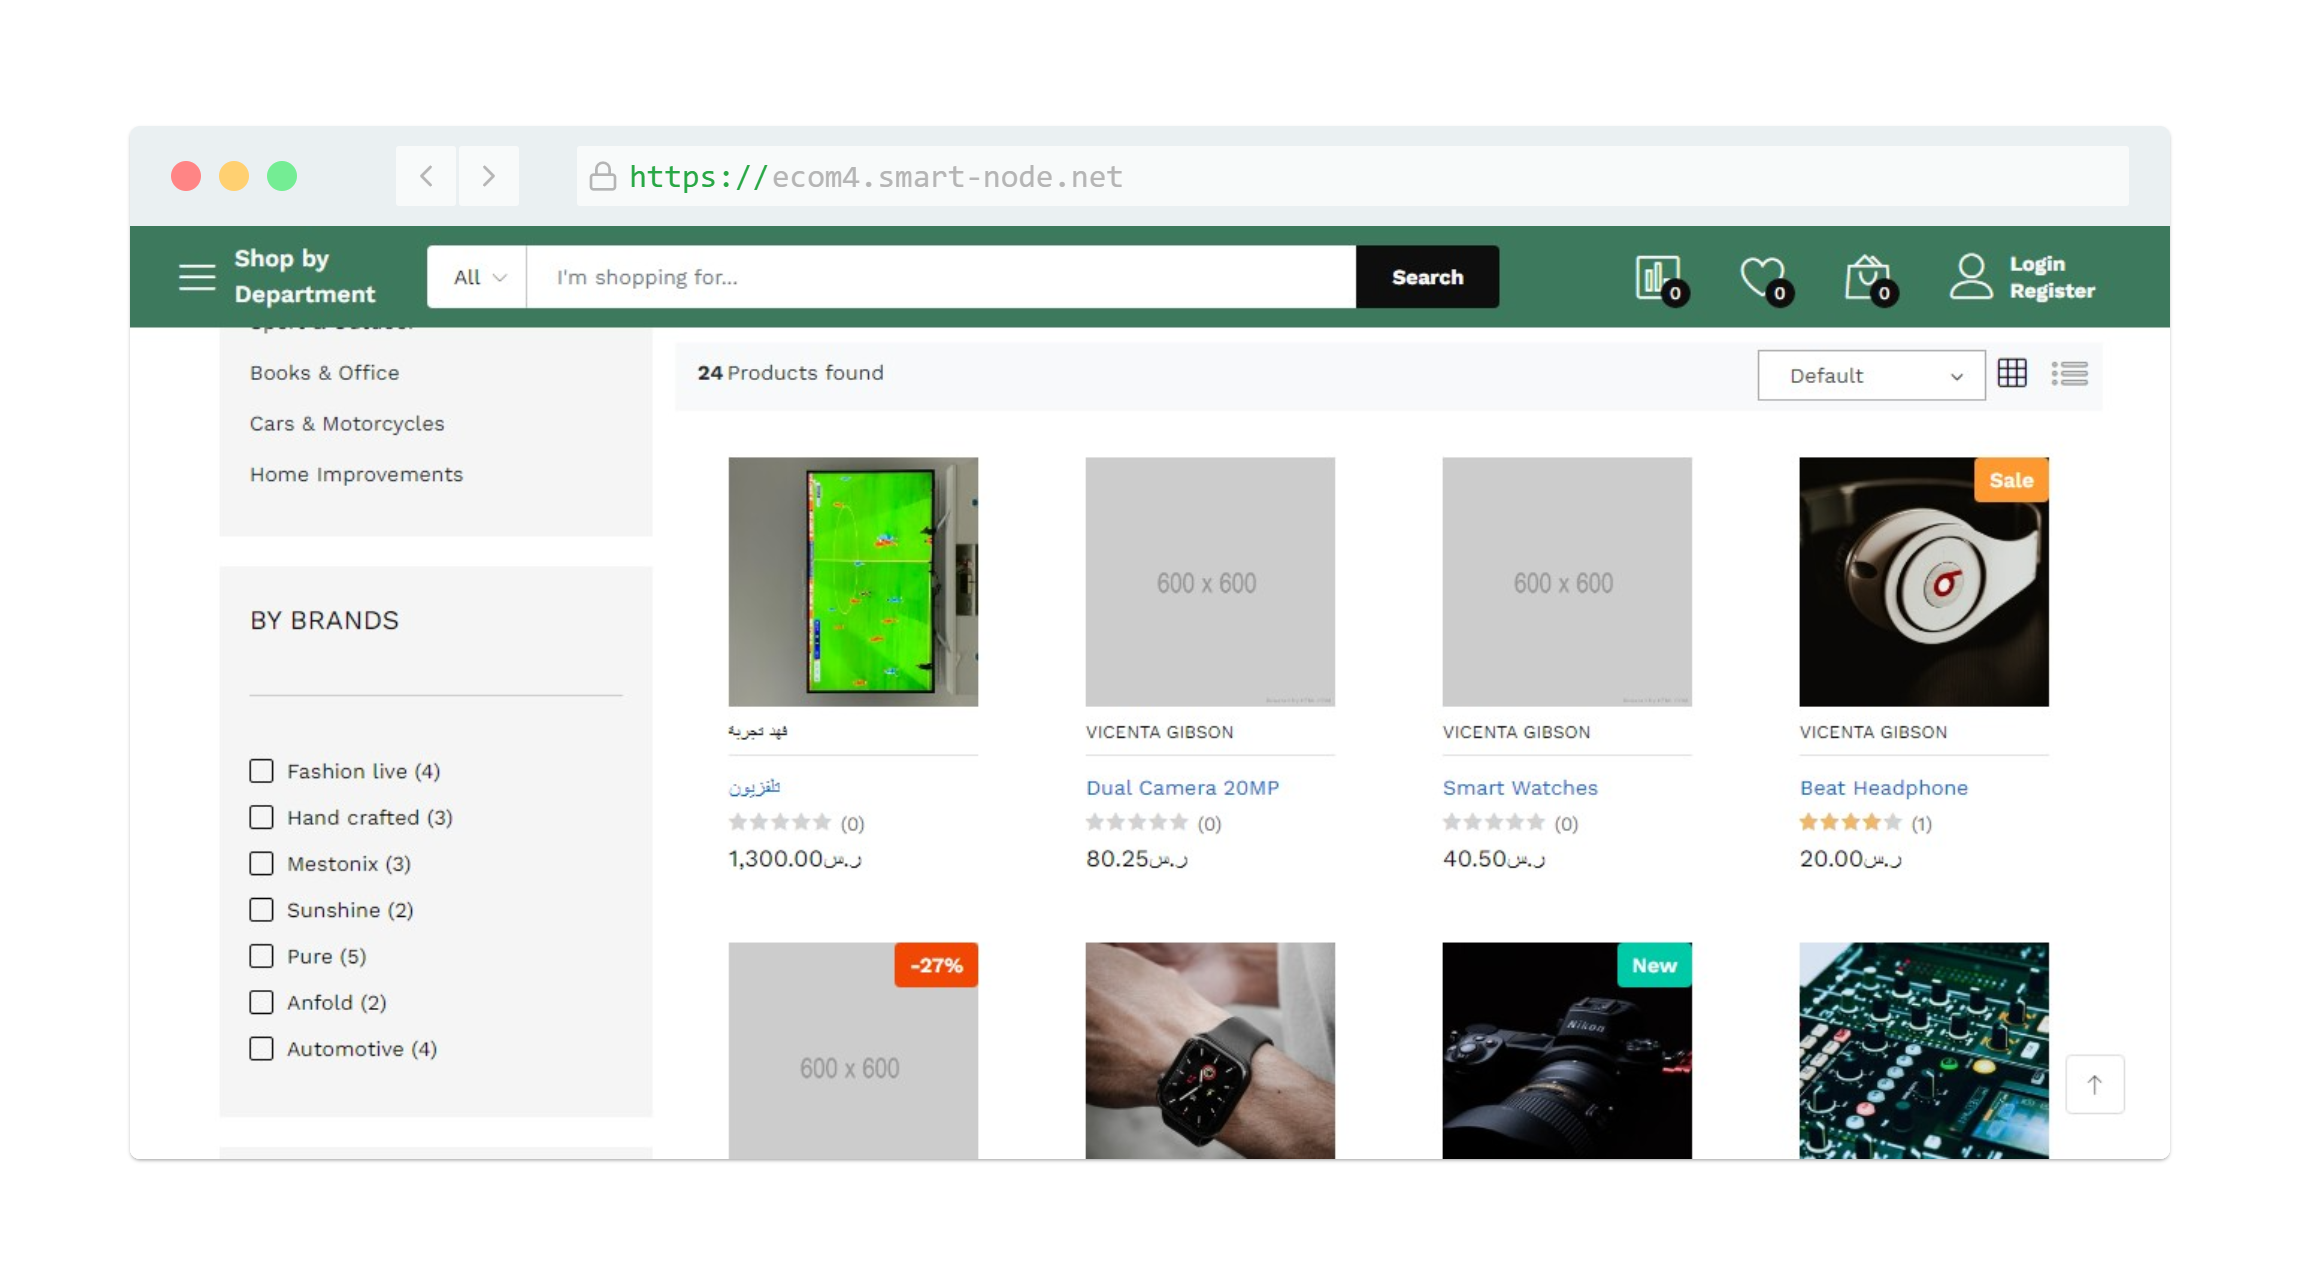 https://ecom4.smart-node.net
Shop by
Department
All
I'm shopping for...
Search
0
0
0
Login
Register
Books & Office
Cars & Motorcycles
Home Improvements
BY BRANDS
Fashion live (4)
Hand crafted (3)
Mestonix (3)
Sunshine (2)
Pure (5)
Anfold (2)
Automotive (4)
24 Products found
Default
600 x 600
600 x 600
Sale
فهد تجربة
VICENTA GIBSON
VICENTA GIBSON
VICENTA GIBSON
تلفزيون
Dual Camera 20MP
Smart Watches
Beat Headphone
(0)
(0)
(0)
(1)
1,300.00ر.س
80.25ر.س
40.50ر.س
20.00ر.س
-27%
600 x 600
New
Nikon